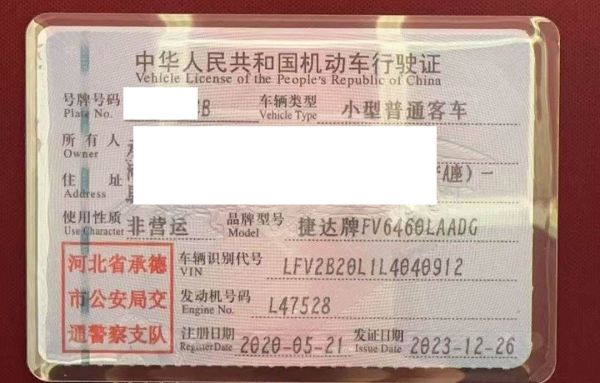 中华人民共和国机动车行驶证
Vehicle License of the People's Republic of China
号牌号码 B 车辆类型 小型普通客车
Plate No. Vehicle Type
所有人
Owner
住址 A座)一
Address
使用性质 非营运 品牌型号 捷达牌FV6460LAADG
Use Character Model
河北省承德 车辆识别代号 LFV2B20L1L4040912
VIN
市公安局交 发动机号码 L47528
Engine No.
通警察支队 注册日期 2020-05-21 发证日期 2023-12-26
Register Date Issue Date